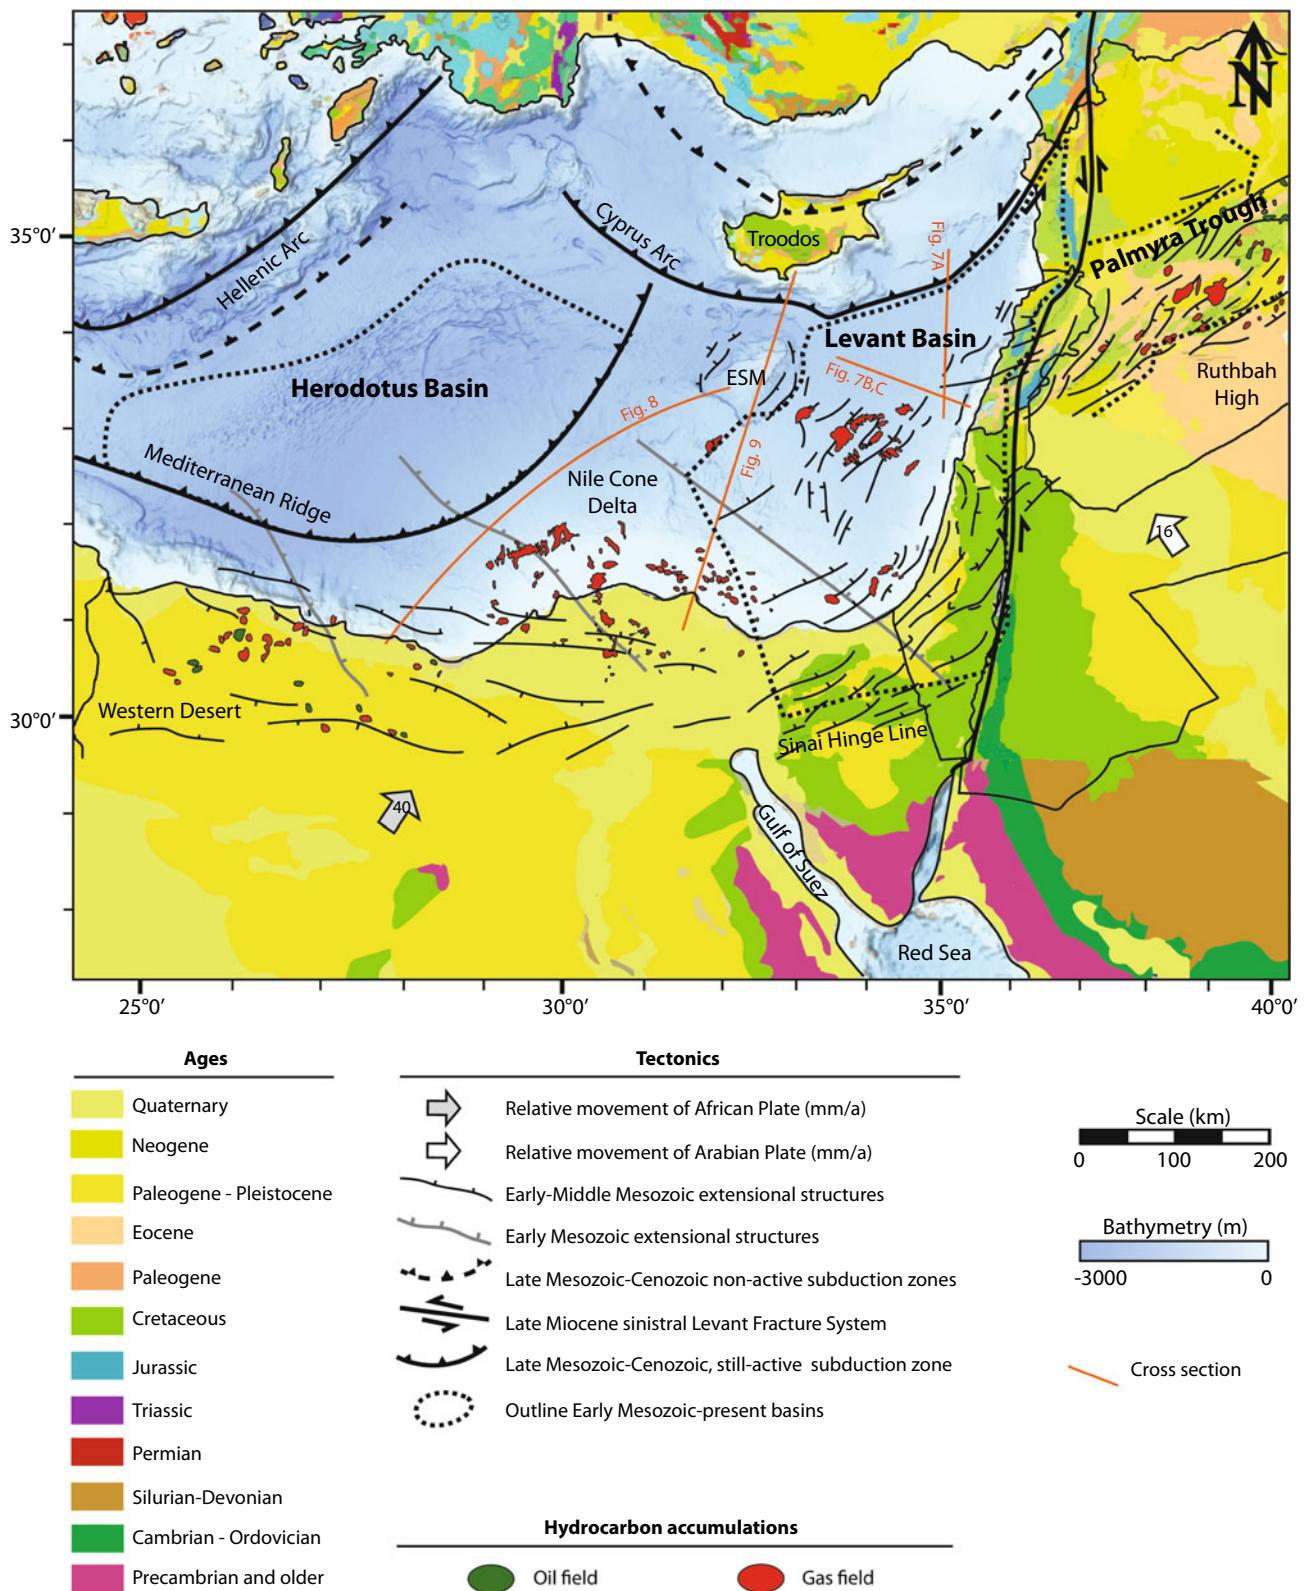 N
35°0′
30°0′
25°0′
30°0′
35°0′
40°0′
Hellenic Arc
Cyprus Arc
Troodos
Fig. 7A
Palmyra Trough
Levant Basin
Herodotus Basin
ESM
Fig. 7B,C
Ruthbah
High
Fig. 8
Fig. 9
Mediterranean Ridge
Nile Cone
Delta
16
Western Desert
Sinai Hinge Line
40
Gulf of Suez
Red Sea
Ages
Quaternary
Neogene
Paleogene - Pleistocene
Eocene
Paleogene
Cretaceous
Jurassic
Triassic
Permian
Silurian-Devonian
Cambrian - Ordovician
Precambrian and older
Tectonics
Relative movement of African Plate (mm/a)
Relative movement of Arabian Plate (mm/a)
Early-Middle Mesozoic extensional structures
Early Mesozoic extensional structures
Late Mesozoic-Cenozoic non-active subduction zones
Late Miocene sinistral Levant Fracture System
Late Mesozoic-Cenozoic, still-active subduction zone
Outline Early Mesozoic-present basins
Hydrocarbon accumulations
Oil field
Gas field
Scale (km)
0 100 200
Bathymetry (m)
-3000 0
Cross section